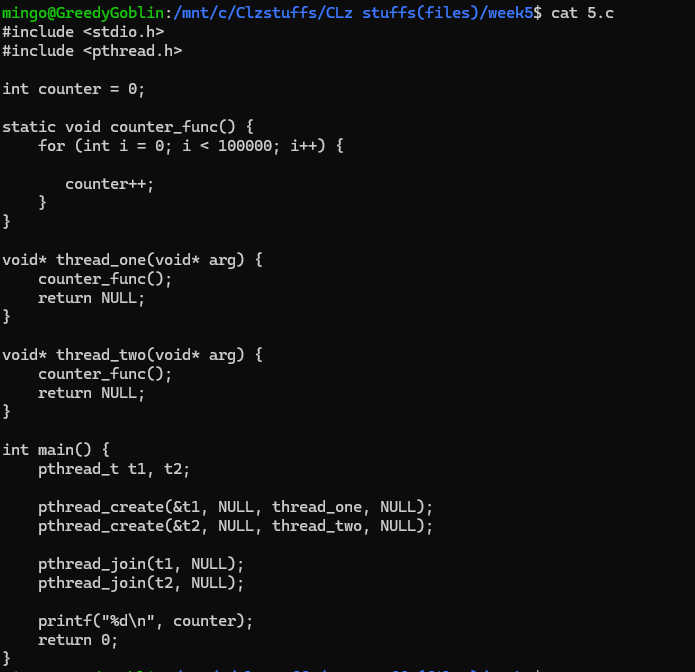 mingo@GreedyGoblin:/mnt/c/Clzstuffs/CLz stuffs(files)/week5$ cat 5.c
#include <stdio.h>
#include <pthread.h>

int counter = 0;

static void counter_func() {
    for (int i = 0; i < 100000; i++) {

       counter++;
    }
}

void* thread_one(void* arg) {
    counter_func();
    return NULL;
}

void* thread_two(void* arg) {
    counter_func();
    return NULL;
}

int main() {
    pthread_t t1, t2;

    pthread_create(&t1, NULL, thread_one, NULL);
    pthread_create(&t2, NULL, thread_two, NULL);

    pthread_join(t1, NULL);
    pthread_join(t2, NULL);

    printf("%d\n", counter);
    return 0;
}